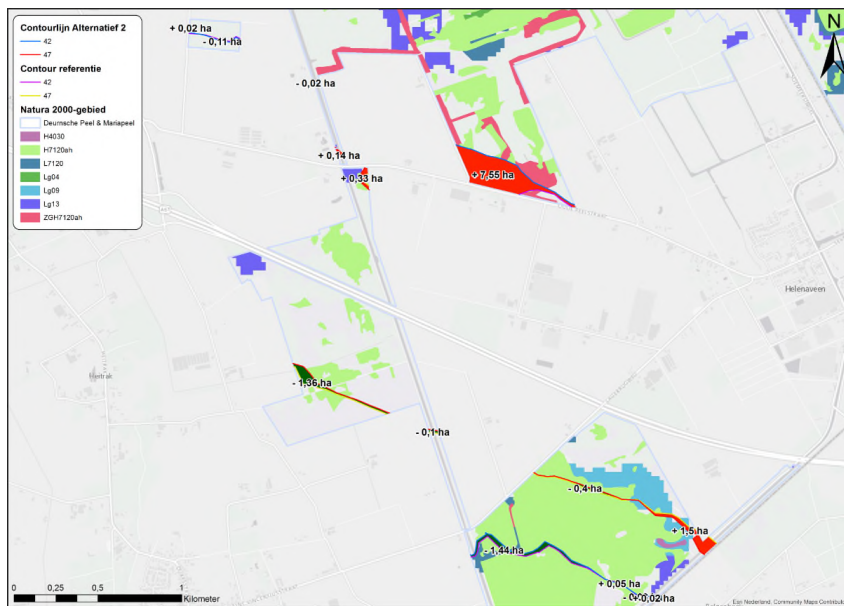 Contourlijn Alternatief 2
42
47
Contour referentie
42
47
Natura 2000-gebied
Deurnsche Peel & Mariapeel
H4030
H7120ah
L7120
Lg04
Lg09
Lg13
ZGH7120ah
+ 0,02 ha
- 0,11 ha
N
- 0,02 ha
+ 0,14 ha
+ 0,33 ha
+ 7,55 ha
Helenaveen
Heitrak
- 1,36 ha
- 0,1 ha
- 0,4 ha
+ 1,5 ha
- 1,44 ha
+ 0,05 ha
+ 0,02 ha
0 0,25 0,5 1
Kilometer
Esri Nederland, Community Maps Contributors